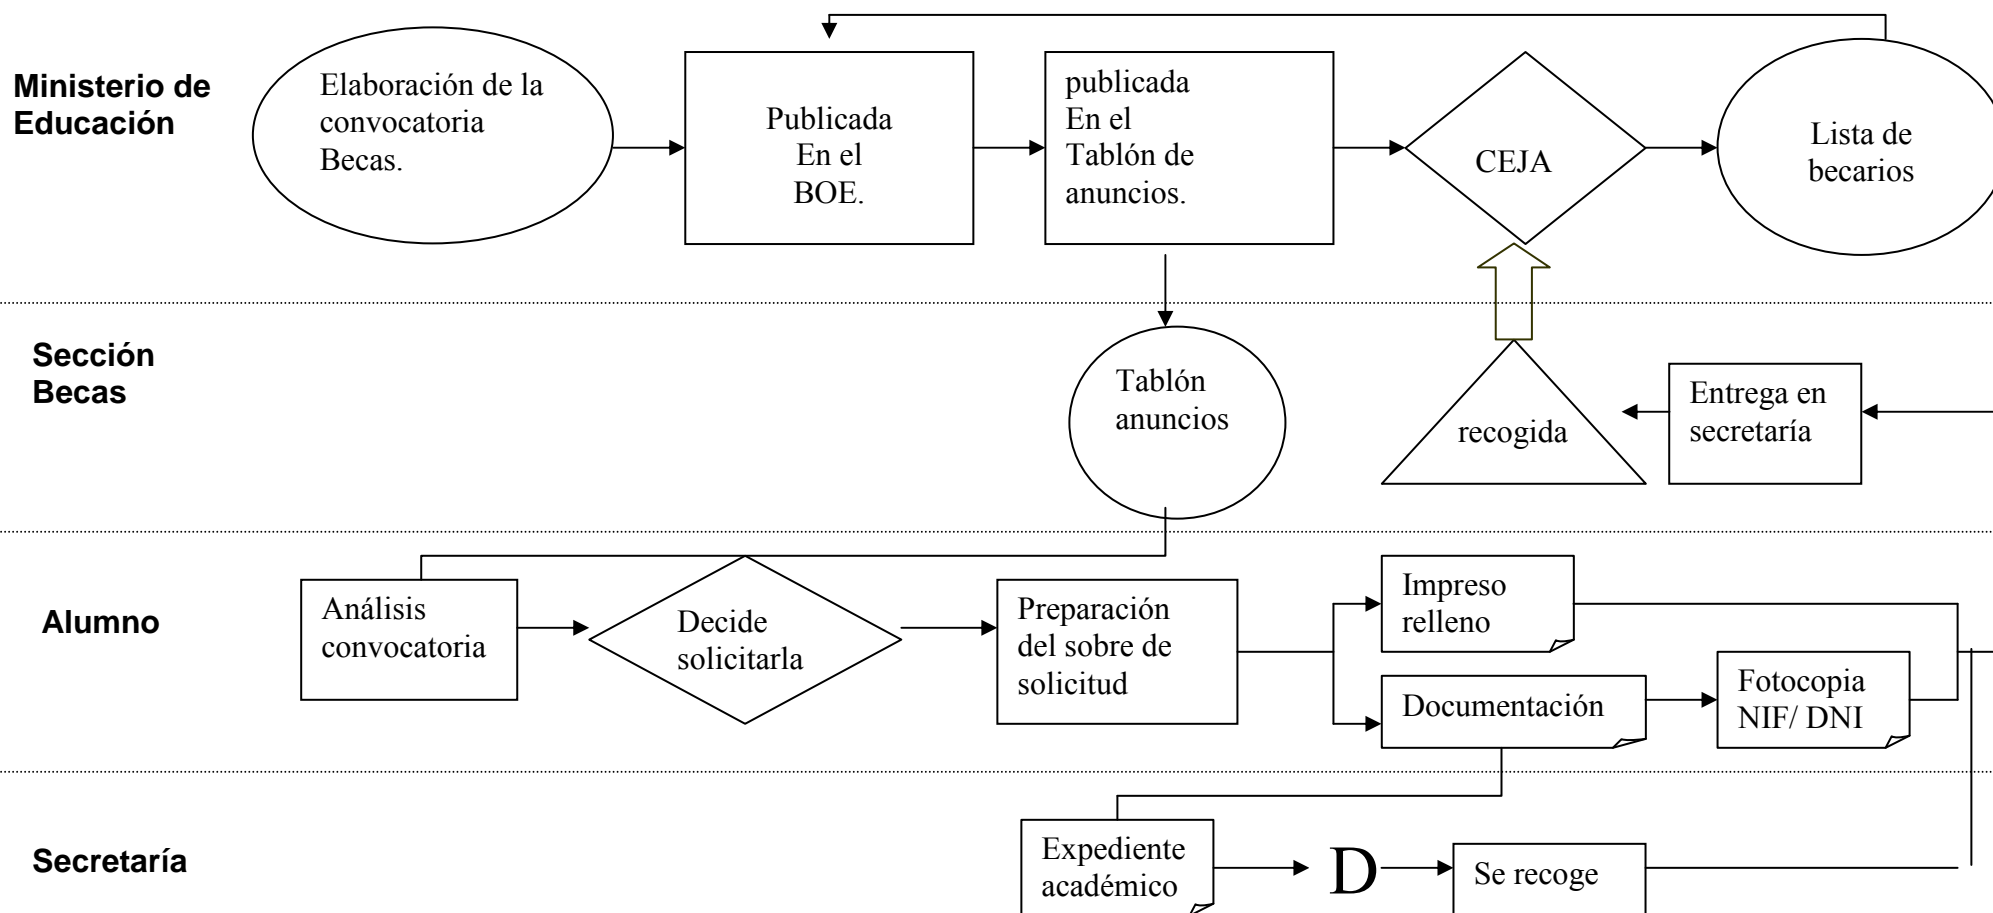 Ministerio de
Educación
Elaboración de la
convocatoria
Becas.
Publicada
En el
BOE.
publicada
En el
Tablón de
anuncios.
CEJA
Lista de
becarios
Sección
Becas
Tablón
anuncios
recogida
Entrega en
secretaría
Alumno
Análisis
convocatoria
Decide
solicitarla
Preparación
del sobre de
solicitud
Impreso
relleno
Documentación
Fotocopia
NIF/ DNI
Secretaría
Expediente
académico
D
Se recoge